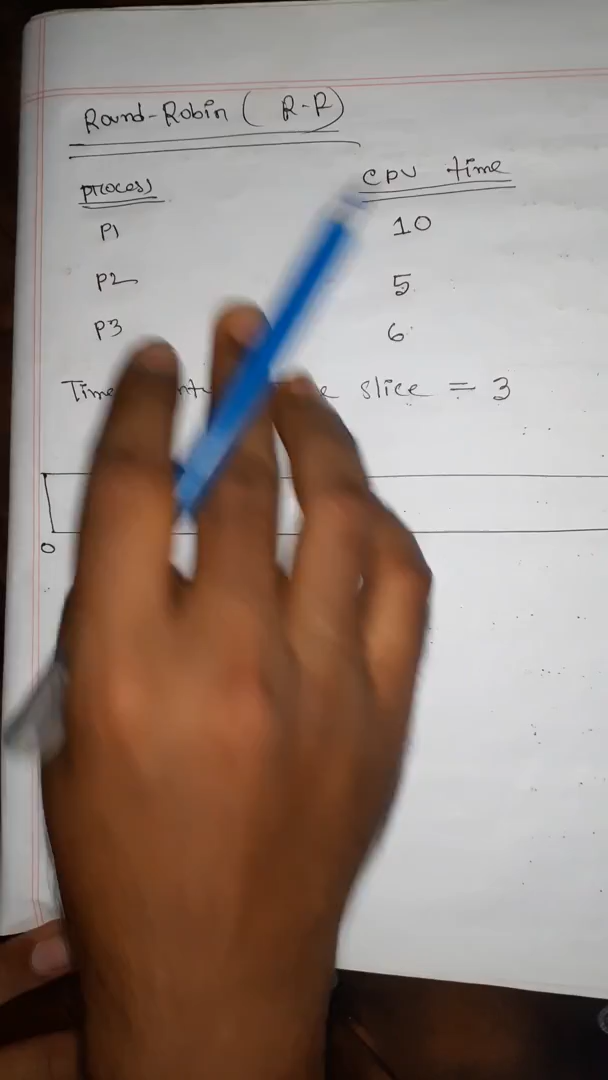 Round-Robin ( R-R)
process CPU time
P1 10
P2 5
P3 6
Time slice = 3
0